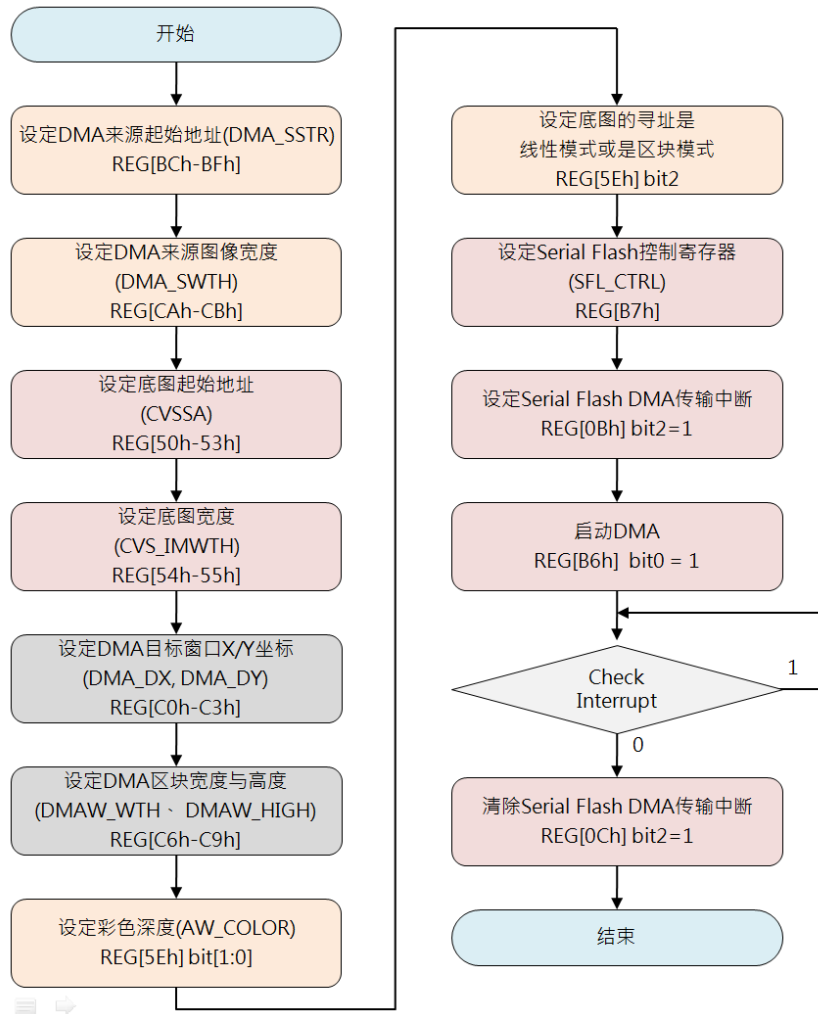 开始
设定DMA来源起始地址(DMA_SSTR)
REG[BCh-BFh]
设定DMA来源图像宽度
(DMA_SWTH)
REG[CAh-CBh]
设定底图起始地址
(CVSSA)
REG[50h-53h]
设定底图宽度
(CVS_IMWTH)
REG[54h-55h]
设定DMA目标窗口X/Y坐标
(DMA_DX, DMA_DY)
REG[C0h-C3h]
设定DMA区块宽度与高度
(DMAW_WTH、 DMAW_HIGH)
REG[C6h-C9h]
设定彩色深度(AW_COLOR)
REG[5Eh] bit[1:0]
设定底图的寻址是
线性模式或是区块模式
REG[5Eh] bit2
设定Serial Flash控制寄存器
(SFL_CTRL)
REG[B7h]
设定Serial Flash DMA传输中断
REG[0Bh] bit2=1
启动DMA
REG[B6h] bit0 = 1
Check
Interrupt
1
0
清除Serial Flash DMA传输中断
REG[0Ch] bit2=1
结束